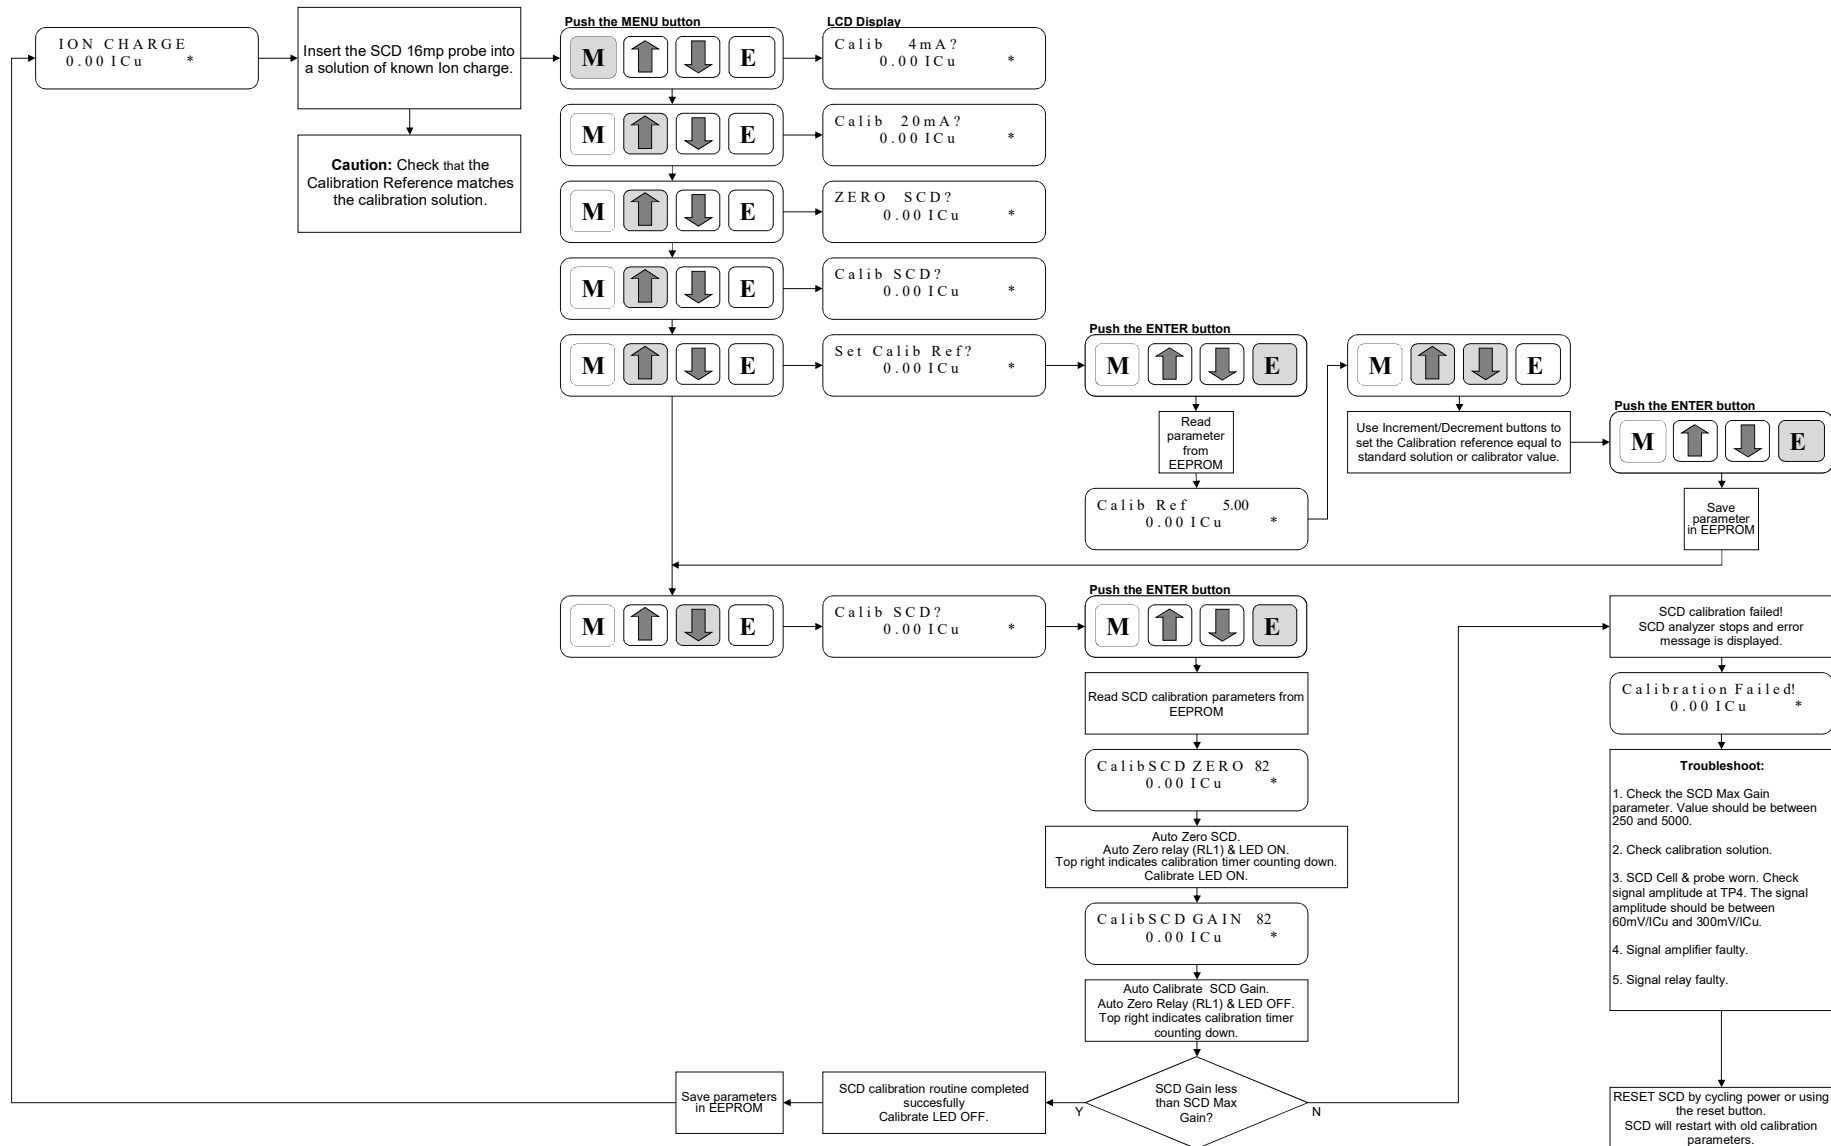 ION CHARGE
0.00 ICu *
Insert the SCD 16mp probe into
a solution of known Ion charge.
Caution: Check that the
Calibration Reference matches
the calibration solution.
Push the MENU button
M E
LCD Display
Calib 4mA?
0.00 ICu *
M E
Calib 20mA?
0.00 ICu *
M E
ZERO SCD?
0.00 ICu *
M E
Calib SCD?
0.00 ICu *
M E
Set Calib Ref?
0.00 ICu *
Push the ENTER button
M E
Read
parameter
from
EEPROM
Calib Ref 5.00
0.00 ICu *
M E
Use Increment/Decrement buttons to
set the Calibration reference equal to
standard solution or calibrator value.
Push the ENTER button
M E
Save
parameter
in EEPROM
M E
Calib SCD?
0.00 ICu *
Push the ENTER button
M E
Read SCD calibration parameters from
EEPROM
CalibSCD ZERO 82
0.00 ICu *
Auto Zero SCD.
Auto Zero relay (RL1) & LED ON.
Top right indicates calibration timer counting down.
Calibrate LED ON.
CalibSCD GAIN 82
0.00 ICu *
Auto Calibrate SCD Gain.
Auto Zero Relay (RL1) & LED OFF.
Top right indicates calibration timer
counting down.
SCD Gain less
than SCD Max
Gain?
Y
N
SCD calibration routine completed
succesfully
Calibrate LED OFF.
Save parameters
in EEPROM
SCD calibration failed!
SCD analyzer stops and error
message is displayed.
Calibration Failed!
0.00 ICu *
Troubleshoot:
1. Check the SCD Max Gain
parameter. Value should be between
250 and 5000.
2. Check calibration solution.
3. SCD Cell & probe worn. Check
signal amplitude at TP4. The signal
amplitude should be between
60mV/ICu and 300mV/ICu.
4. Signal amplifier faulty.
5. Signal relay faulty.
RESET SCD by cycling power or using
the reset button.
SCD will restart with old calibration
parameters.